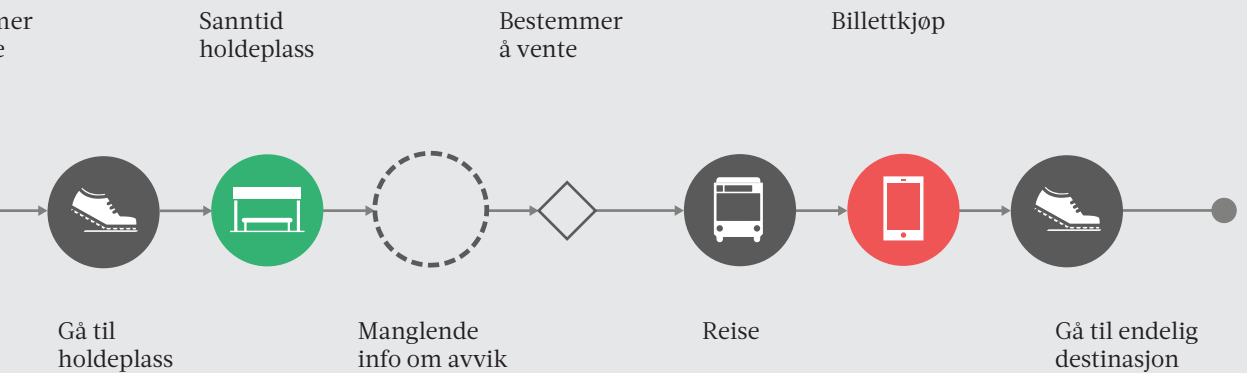 Sanntid
holdeplass
Bestemmer
å vente
Billettkjøp
Gå til
holdeplass
Manglende
info om avvik
Reise
Gå til endelig
destinasjon